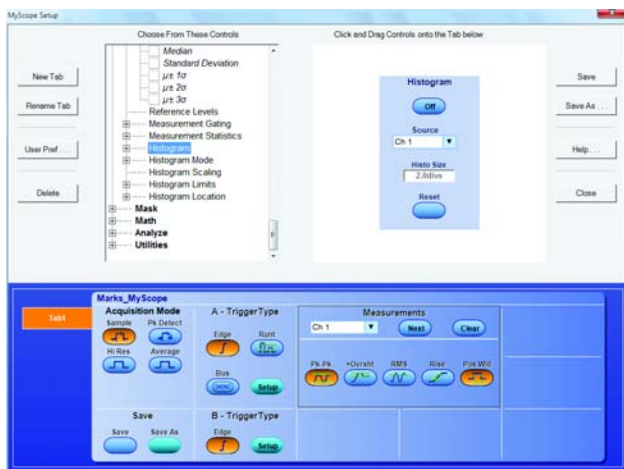 MyScope Setup
Choose From These Controls
Click and Drag Controls onto the Tab below
New Tab
Rename Tab
User Pref . . .
Delete
Median
Standard Deviation
µ± 1σ
µ± 2σ
µ± 3σ
Reference Levels
Measurement Gating
Measurement Statistics
Histogram
Histogram Mode
Histogram Scaling
Histogram Limits
Histogram Location
Mask
Math
Analyze
Utilities
Histogram
Off
Source
Ch 1
Histo Size
2.0divs
Reset
Save
Save As . . .
Help . . .
Close
Tab1
Marks_MyScope
Acquisition Mode
Sample Pk Detect
Hi Res Average
Save
Save Save As
A - TriggerType
Edge Runt
Bus Setup
B - TriggerType
Edge Setup
Measurements
Ch 1 Next Clear
Pk-Pk +Ovrsht RMS Rise Pos Wid